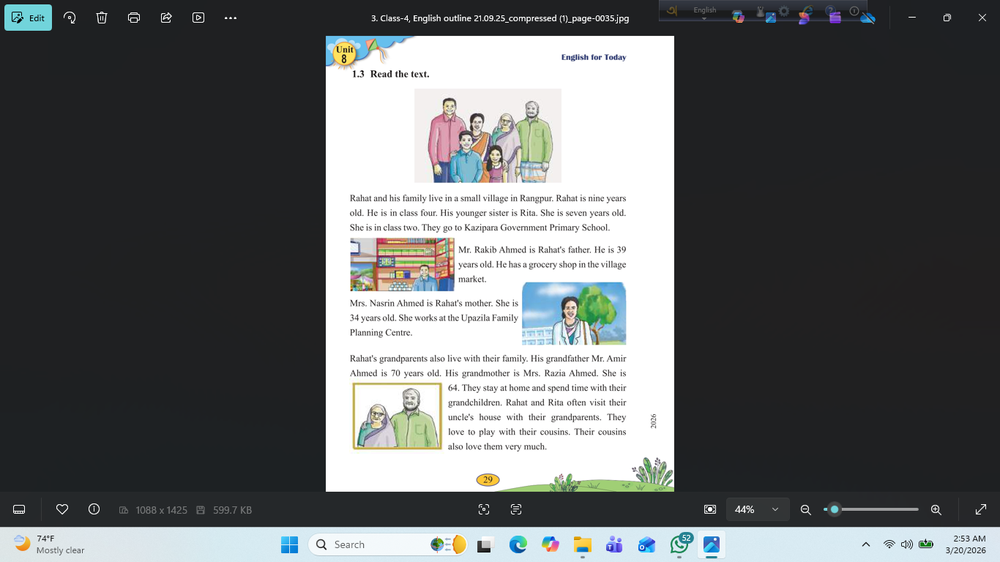 Edit
3. Class-4, English outline 21.09.25_compressed (1)_page-0035.jpg
English
Unit
8
English for Today
1.3 Read the text.
Rahat and his family live in a small village in Rangpur. Rahat is nine years
old. He is in class four. His younger sister is Rita. She is seven years old.
She is in class two. They go to Kazipara Government Primary School.
Mr. Rakib Ahmed is Rahat's father. He is 39
years old. He has a grocery shop in the village
market.
Mrs. Nasrin Ahmed is Rahat's mother. She is
34 years old. She works at the Upazila Family
Planning Centre.
Rahat's grandparents also live with their family. His grandfather Mr. Amir
Ahmed is 70 years old. His grandmother is Mrs. Razia Ahmed. She is
64. They stay at home and spend time with their
grandchildren. Rahat and Rita often visit their
uncle's house with their grandparents. They
love to play with their cousins. Their cousins
also love them very much.
2026
29
1088 x 1425
599.7 KB
44%
74°F
Mostly clear
Search
52
2:53 AM
3/20/2026